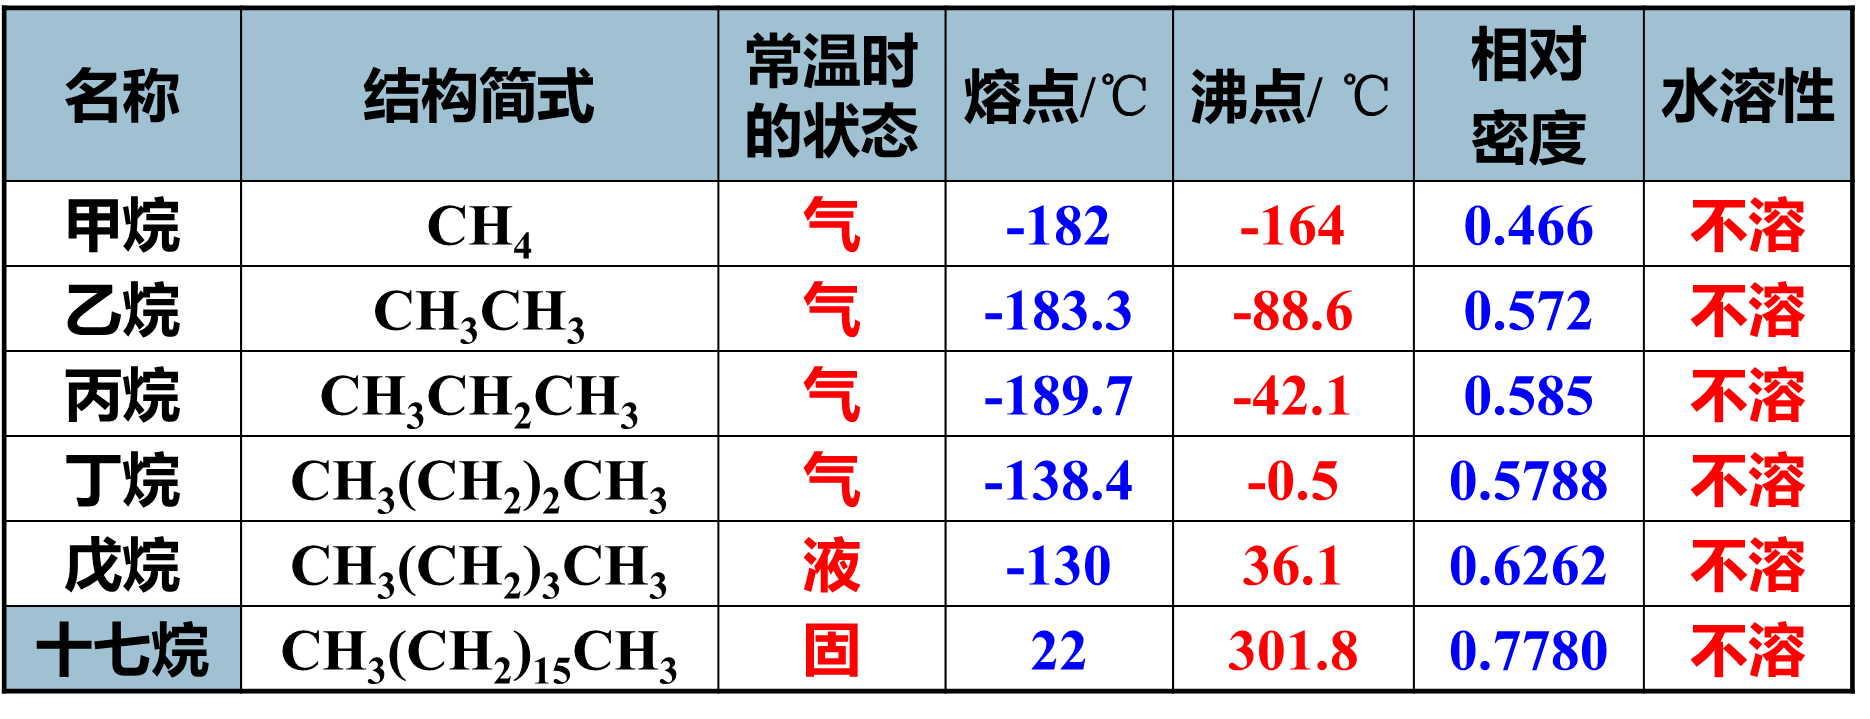 名称 结构简式 常温时的状态 熔点/℃ 沸点/ ℃ 相对密度 水溶性
甲烷 CH₄ 气 -182 -164 0.466 不溶
乙烷 CH₃CH₃ 气 -183.3 -88.6 0.572 不溶
丙烷 CH₃CH₂CH₃ 气 -189.7 -42.1 0.585 不溶
丁烷 CH₃(CH₂)₂CH₃ 气 -138.4 -0.5 0.5788 不溶
戊烷 CH₃(CH₂)₃CH₃ 液 -130 36.1 0.6262 不溶
十七烷 CH₃(CH₂)₁₅CH₃ 固 22 301.8 0.7780 不溶